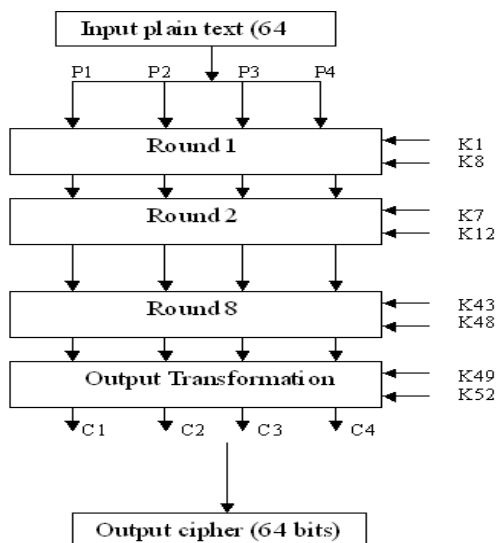 Input plain text (64
P1 P2 P3 P4
Round 1
K1
K8
Round 2
K7
K12
Round 8
K43
K48
Output Transformation
K49
K52
C1 C2 C3 C4
Output cipher (64 bits)